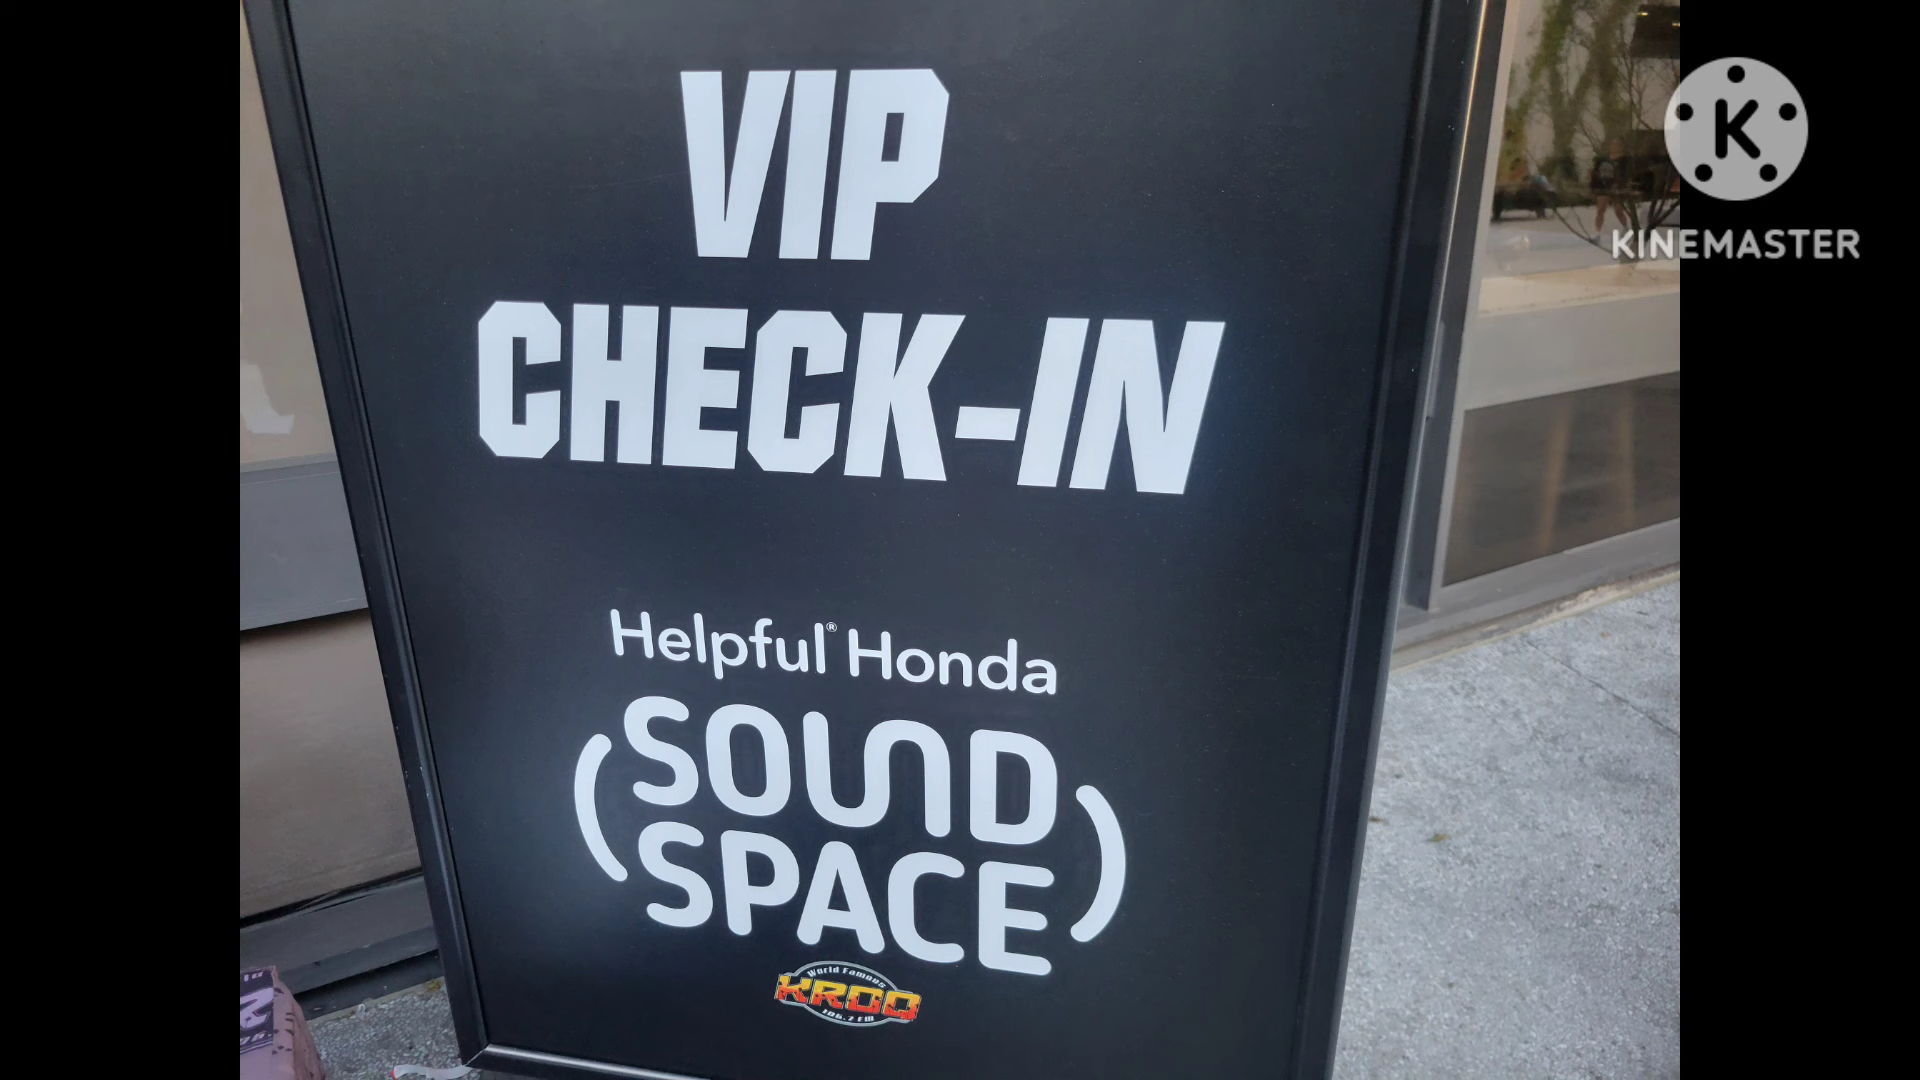 VIP
CHECK-IN
Helpful® Honda
(SOUND
SPACE)
World Famous
KROQ
106.7 FM
K
KINEMASTER